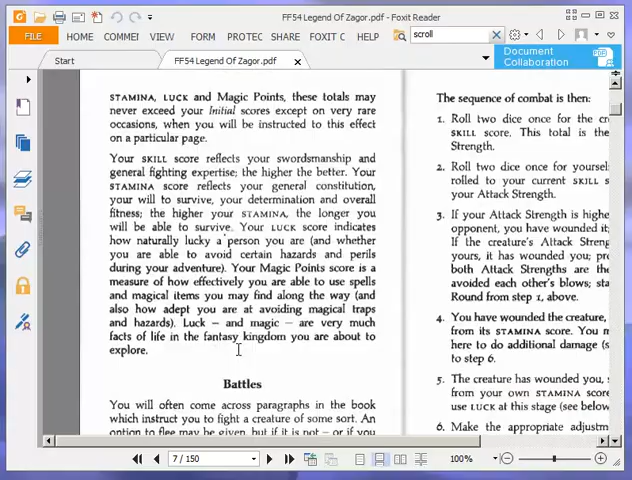 FF54 Legend Of Zagor.pdf - Foxit Reader
FILE HOME COMMEI VIEW FORM PROTEC SHARE FOXIT C HELP scroll
Start FF54 Legend Of Zagor.pdf
Document
Collaboration
STAMINA, LUCK and Magic Points, these totals may
never exceed your Initial scores except on very rare
occasions, when you will be instructed to this effect
on a particular page.
Your SKILL score reflects your swordsmanship and
general fighting expertise; the higher the better. Your
STAMINA score reflects your general constitution,
your will to survive, your determination and overall
fitness; the higher your STAMINA, the longer you
will be able to survive. Your LUCK score indicates
how naturally lucky a person you are (and whether
you are able to avoid certain hazards and perils
during your adventure). Your Magic Points score is a
measure of how effectively you are able to use spells
and magical items you may find along the way (and
also how adept you are at avoiding magical traps
and hazards). Luck – and magic – are very much
facts of life in the fantasy kingdom you are about to
explore.
Battles
You will often come across paragraphs in the book
which instruct you to fight a creature of some sort. An
option to flee may be given, but if it is not – or if you
The sequence of combat is then:
1. Roll two dice once for the cr
SKILL score. This total is the
Strength.
2. Roll two dice once for yourself
rolled to your current SKILL s
your Attack Strength.
3. If your Attack Strength is highe
opponent, you have wounded it;
If the creature's Attack Streng
yours, it has wounded you; pr
both Attack Strengths are the
avoided each other's blows; sta
Round from step 1, above.
4. You have wounded the creature,
from its STAMINA score. You m
here to do additional damage (s
to step 6.
5. The creature has wounded you, s
from your own STAMINA score
use LUCK at this stage (see below
6. Make the appropriate adjustm
7 / 150 100%